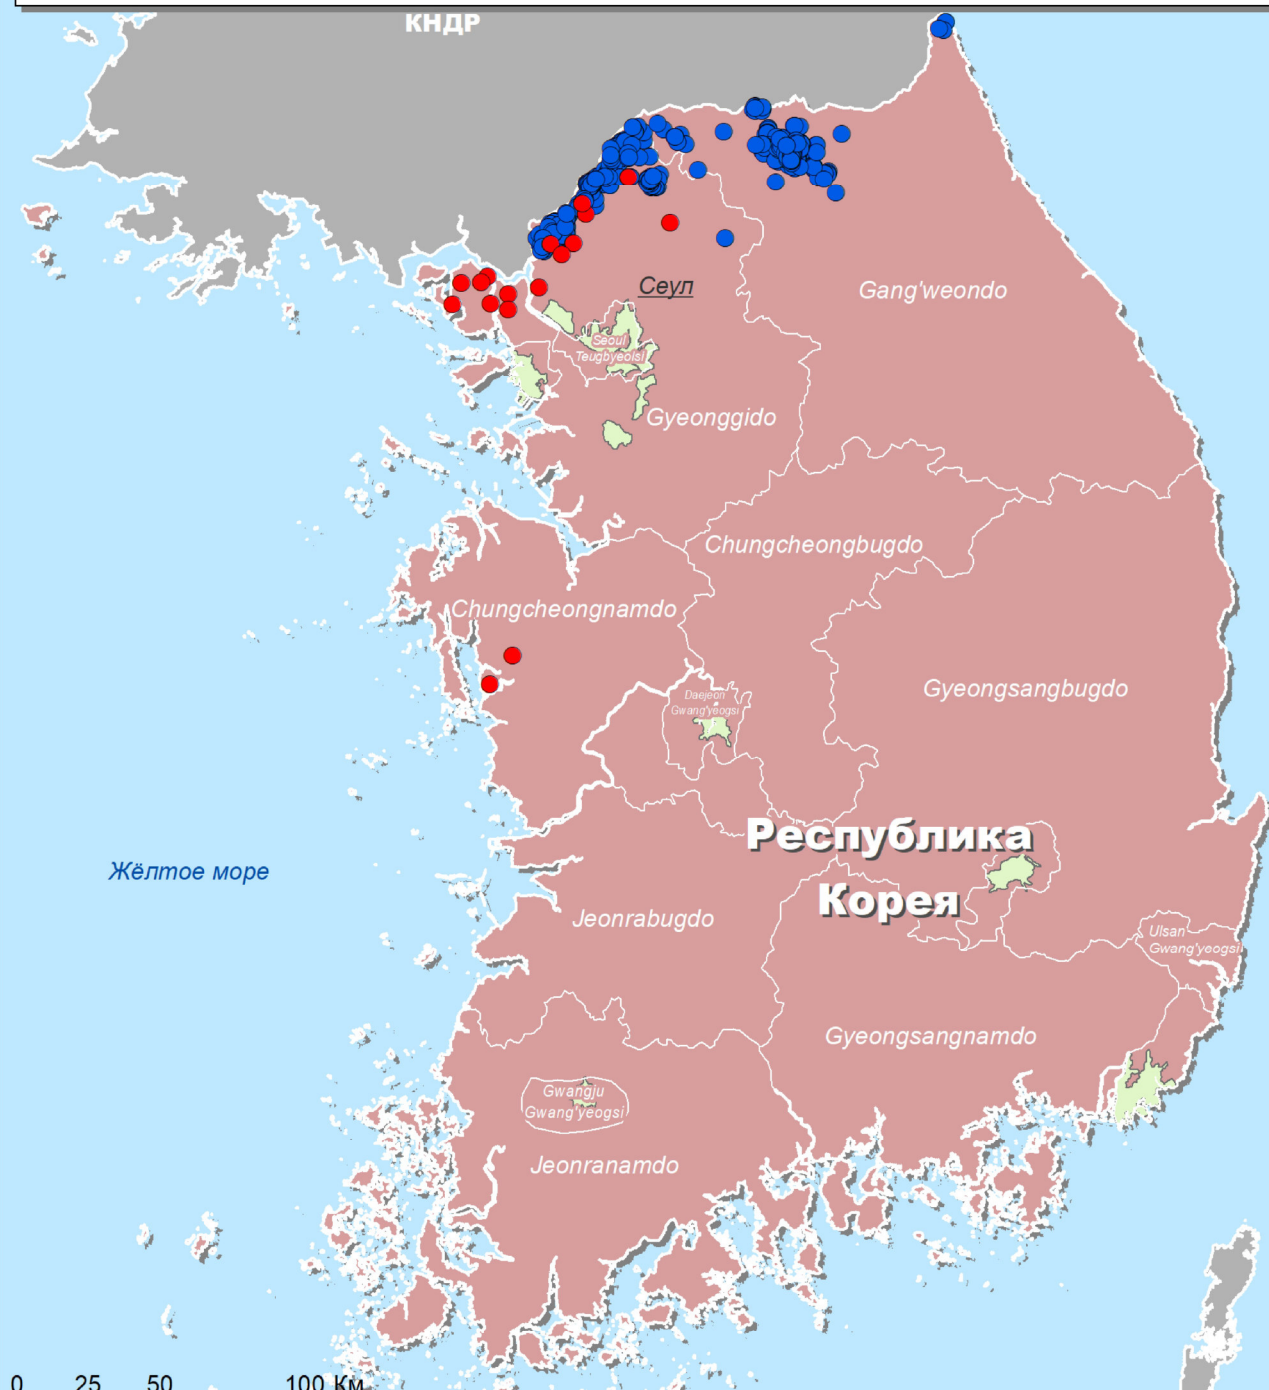 КНДР
Сеул
Gang'weondo
Seoul
Teugbyeolsi
Gyeonggido
Chungcheongbugdo
Chungcheongnamdo
Gyeongsangbugdo
Daejeon
Gwang'yeogsi
Республика
Корея
Жёлтое море
Jeonrabugdo
Ulsan
Gwang'yeogsi
Gyeongsangnamdo
Gwangju
Gwang'yeogsi
Jeonranamdo
0 25 50 100 Км